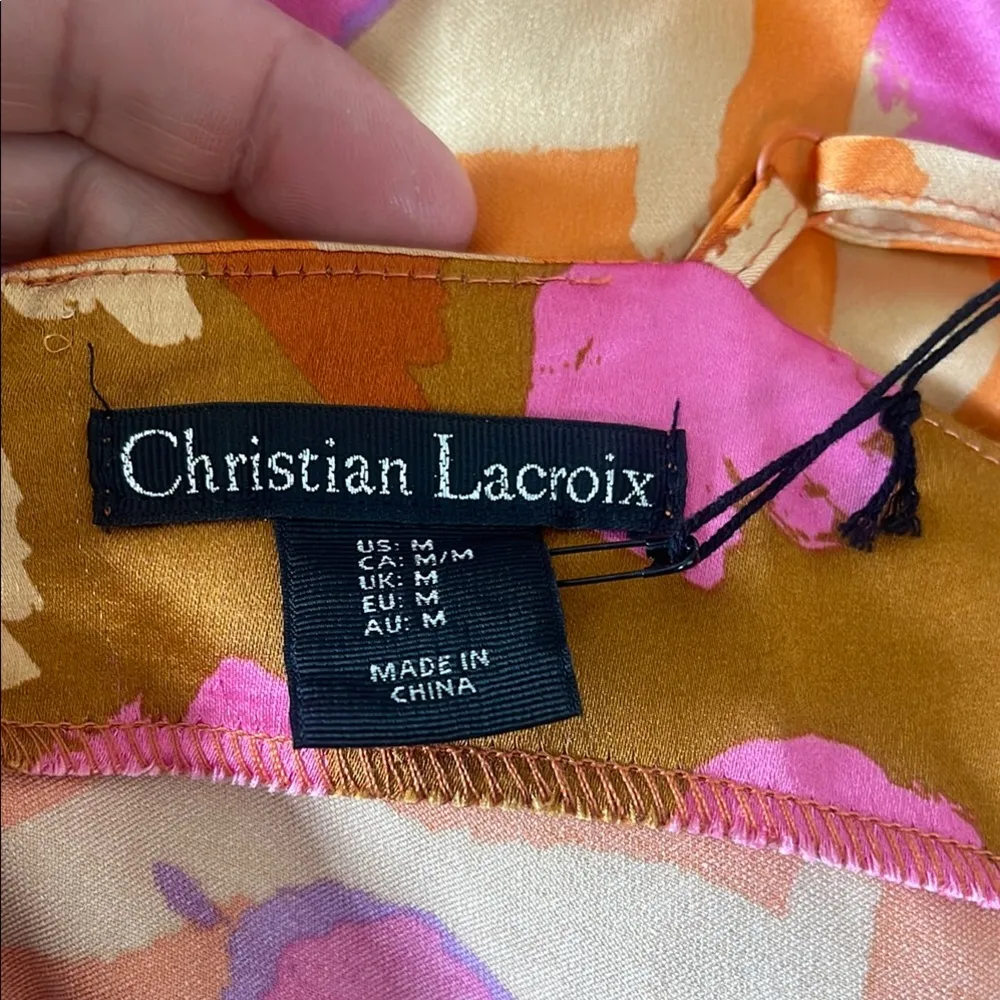 Christian Lacroix
US: M
CA: M/M
UK: M
EU: M
AU: M
MADE IN
CHINA